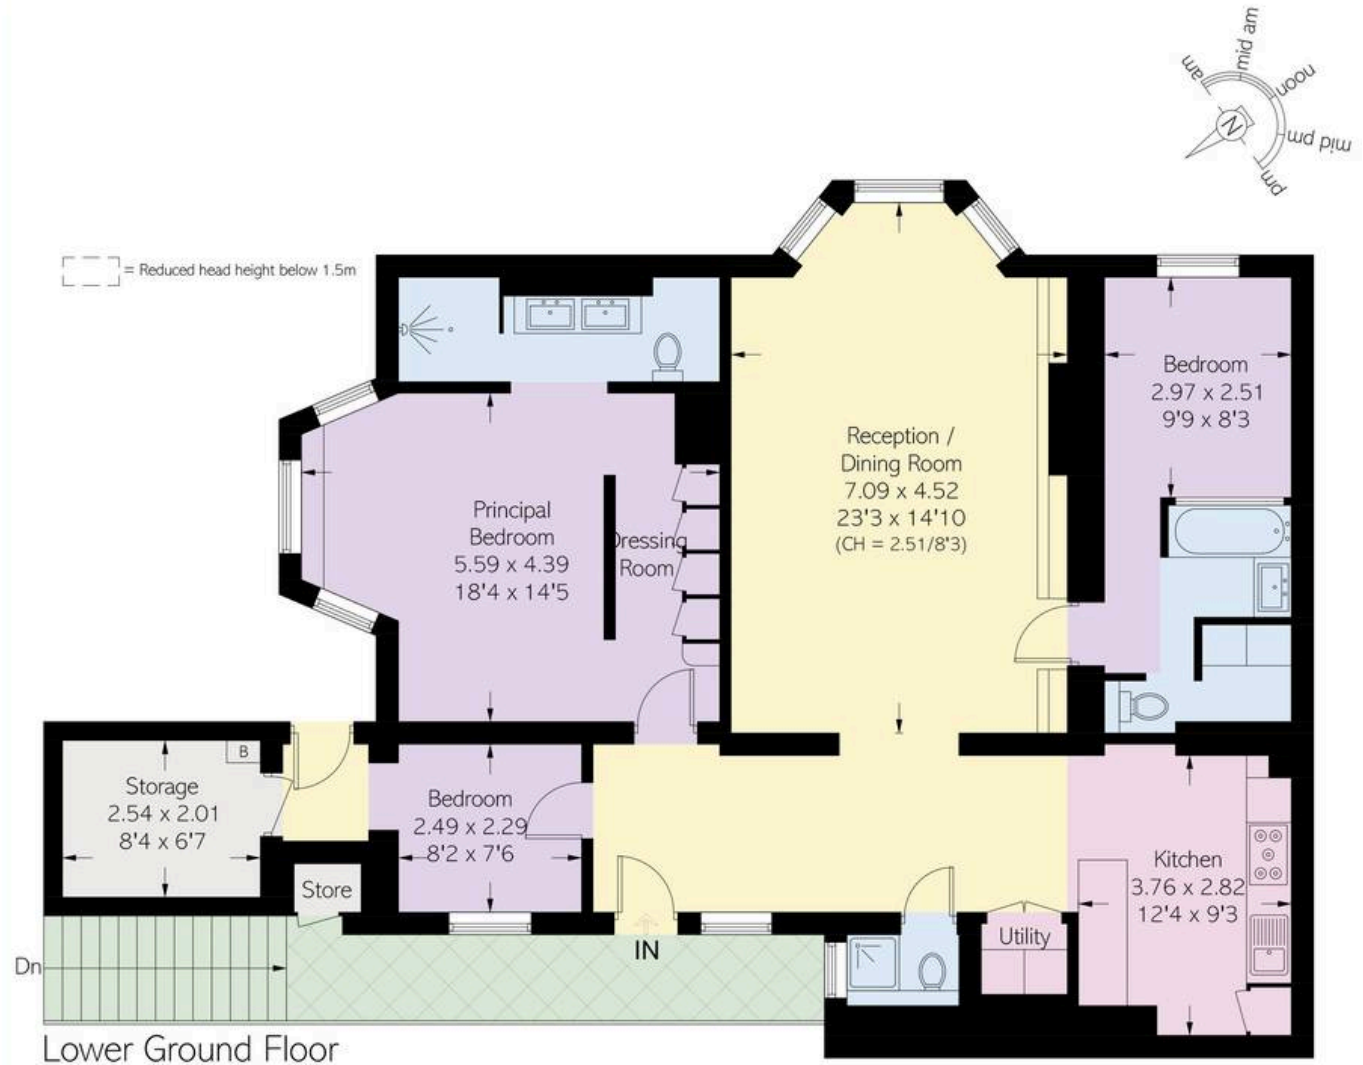 am
mid am
noon
mid pm
pm
N
= Reduced head height below 1.5m
Reception /
Dining Room
7.09 x 4.52
23'3 x 14'10
(CH = 2.51/8'3)
Bedroom
2.97 x 2.51
9'9 x 8'3
Principal
Bedroom
5.59 x 4.39
18'4 x 14'5
Dressing
Room
B
Storage
2.54 x 2.01
8'4 x 6'7
Bedroom
2.49 x 2.29
8'2 x 7'6
Kitchen
3.76 x 2.82
12'4 x 9'3
Store
Utility
IN
Dn
Lower Ground Floor